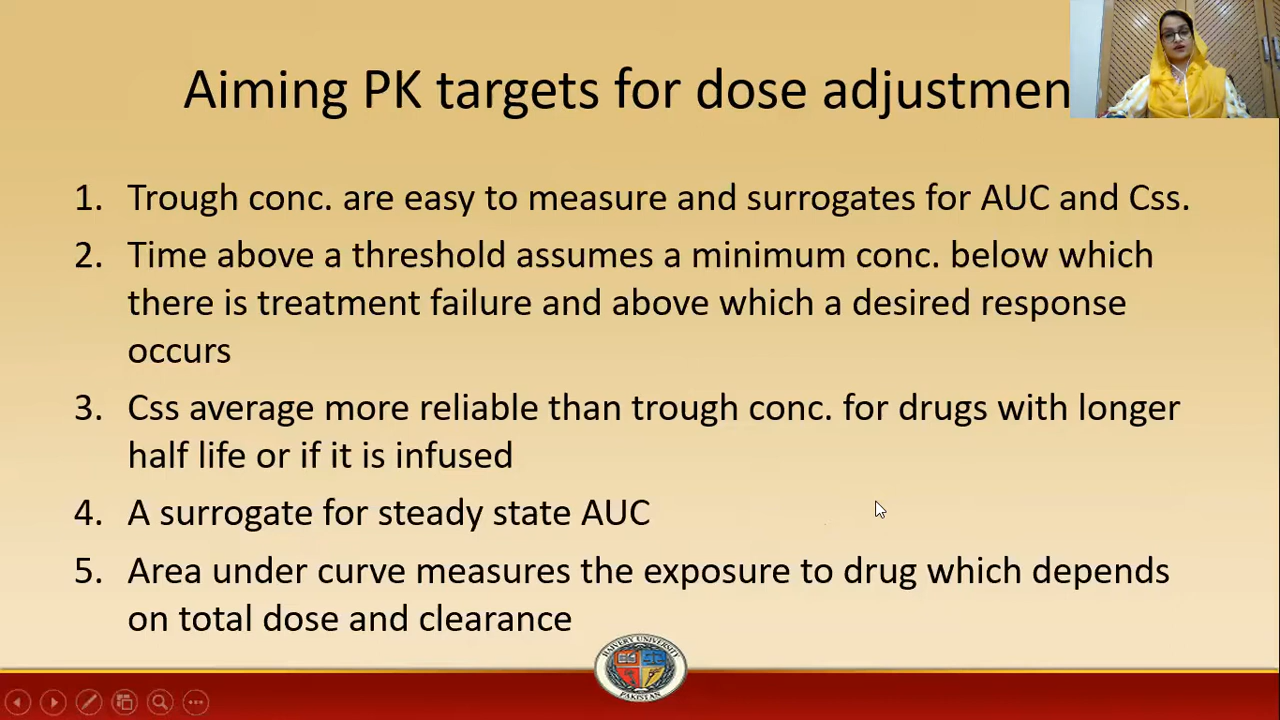 Aiming PK targets for dose adjustmen
1. Trough conc. are easy to measure and surrogates for AUC and Css.
2. Time above a threshold assumes a minimum conc. below which
there is treatment failure and above which a desired response
occurs
3. Css average more reliable than trough conc. for drugs with longer
half life or if it is infused
4. A surrogate for steady state AUC
5. Area under curve measures the exposure to drug which depends
on total dose and clearance
PAKISTAN